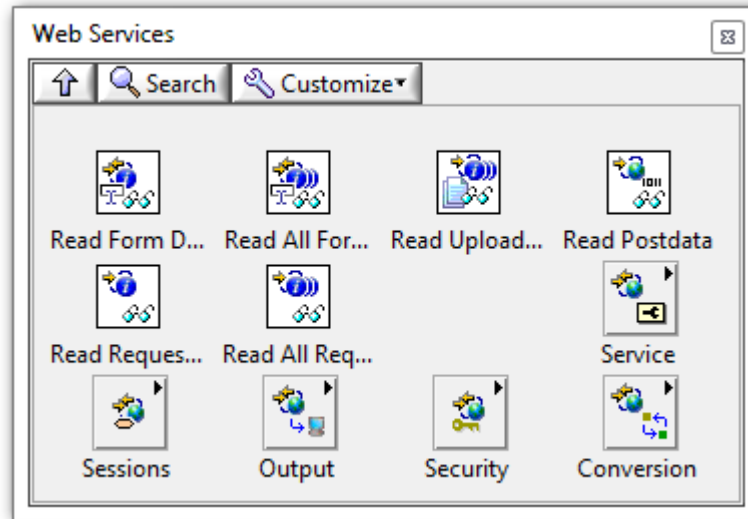 Web Services
Search Customize
Read Form D... Read All For... Read Upload... Read Postdata
Read Reques... Read All Req... Service
Sessions Output Security Conversion